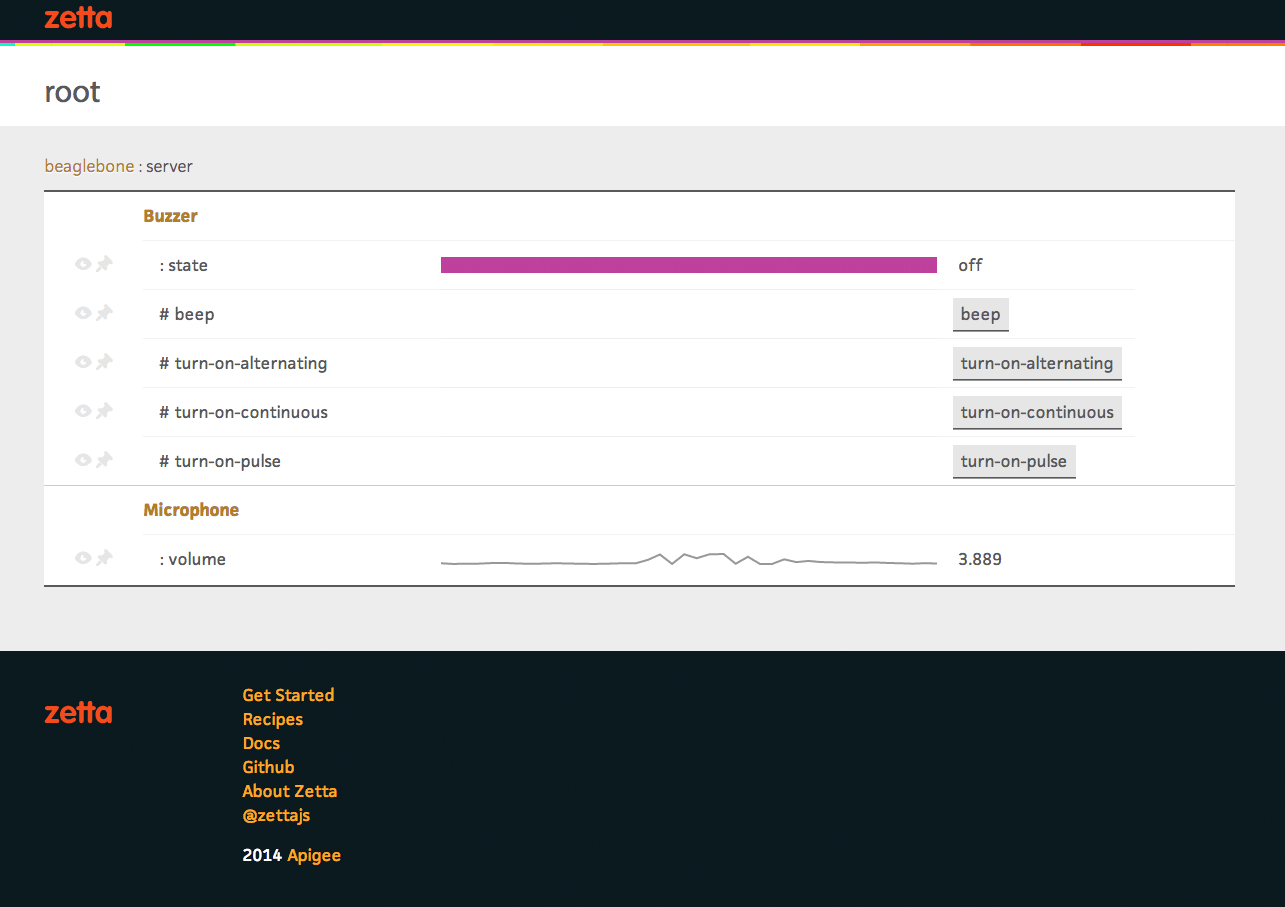 zetta
root
beaglebone : server
Buzzer
: state off
# beep beep
# turn-on-alternating turn-on-alternating
# turn-on-continuous turn-on-continuous
# turn-on-pulse turn-on-pulse
Microphone
: volume 3.889
zetta
Get Started
Recipes
Docs
Github
About Zetta
@zettajs
2014 Apigee